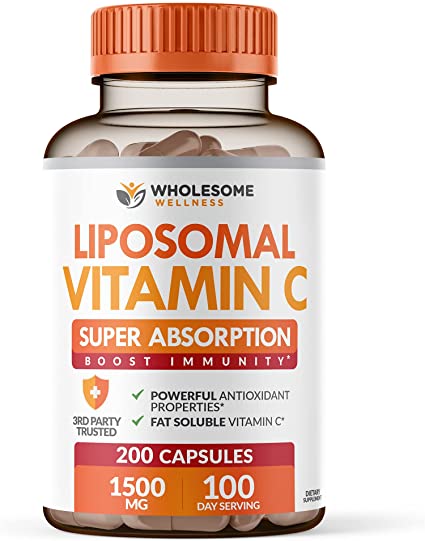 WHOLESOME
WELLNESS
LIPOSOMAL
VITAMIN C
SUPER ABSORPTION
BOOST IMMUNITY*
3RD PARTY
TRUSTED
POWERFUL ANTIOXIDANT
PROPERTIES*
FAT SOLUBLE VITAMIN C*
200 CAPSULES
1500
MG
100
DAY SERVING
DIETARY
SUPPLEMENT